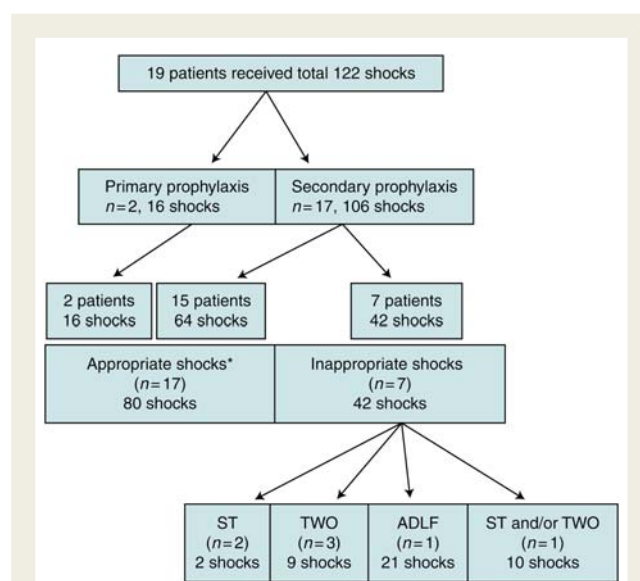 19 patients received total 122 shocks
Primary prophylaxis
n=2, 16 shocks
Secondary prophylaxis
n=17, 106 shocks
2 patients
16 shocks
15 patients
64 shocks
7 patients
42 shocks
Appropriate shocks*
(n=17)
80 shocks
Inappropriate shocks
(n=7)
42 shocks
ST
(n=2)
2 shocks
TWO
(n=3)
9 shocks
ADLF
(n=1)
21 shocks
ST and/or TWO
(n=1)
10 shocks